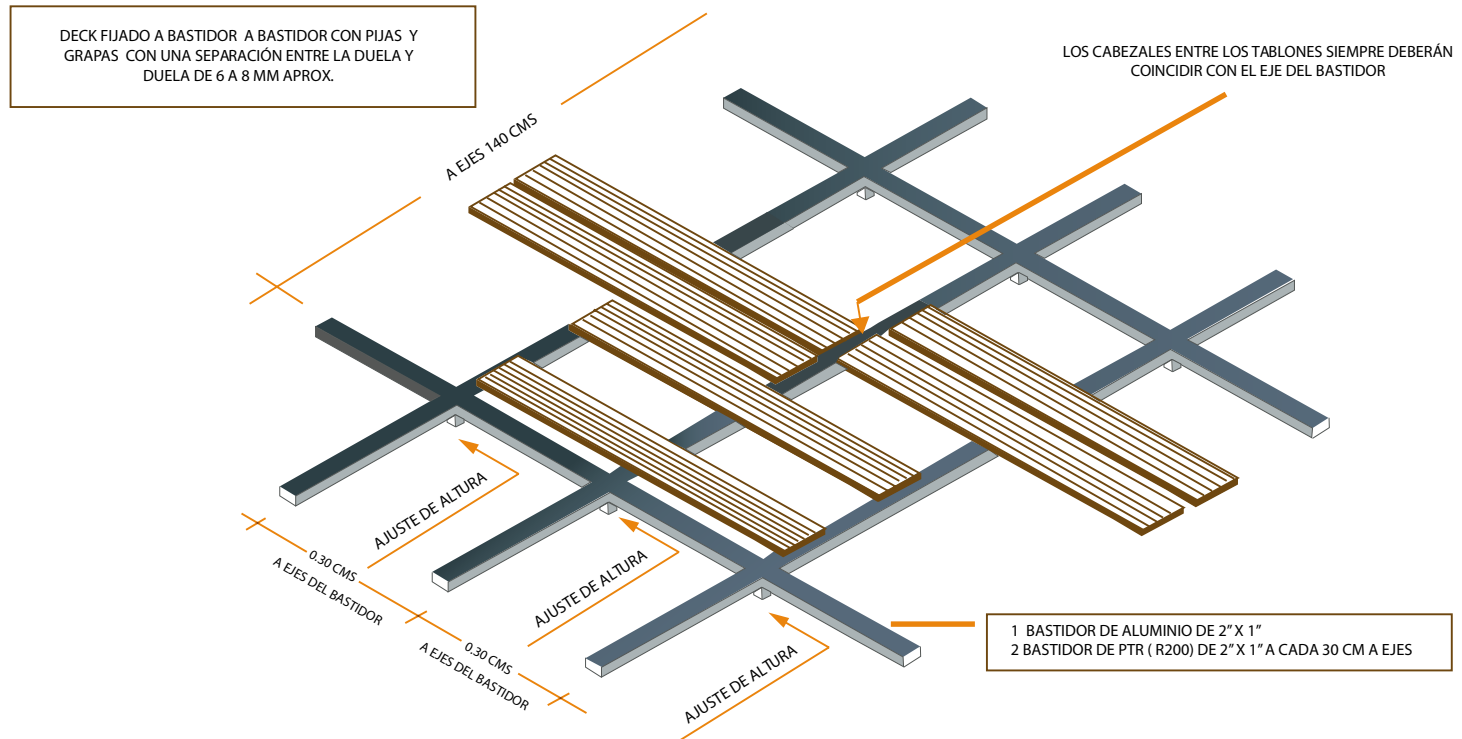 DECK FIJADO A BASTIDOR A BASTIDOR CON PIJAS Y
GRAPAS CON UNA SEPARACIÓN ENTRE LA DUELA Y
DUELA DE 6 A 8 MM APROX.
LOS CABEZALES ENTRE LOS TABLONES SIEMPRE DEBERÁN
COINCIDIR CON EL EJE DEL BASTIDOR
A EJES 140 CMS
AJUSTE DE ALTURA
0.30 CMS
A EJES DEL BASTIDOR
AJUSTE DE ALTURA
0.30 CMS
A EJES DEL BASTIDOR
AJUSTE DE ALTURA
1 BASTIDOR DE ALUMINIO DE 2" X 1"
2 BASTIDOR DE PTR ( R200) DE 2" X 1" A CADA 30 CM A EJES